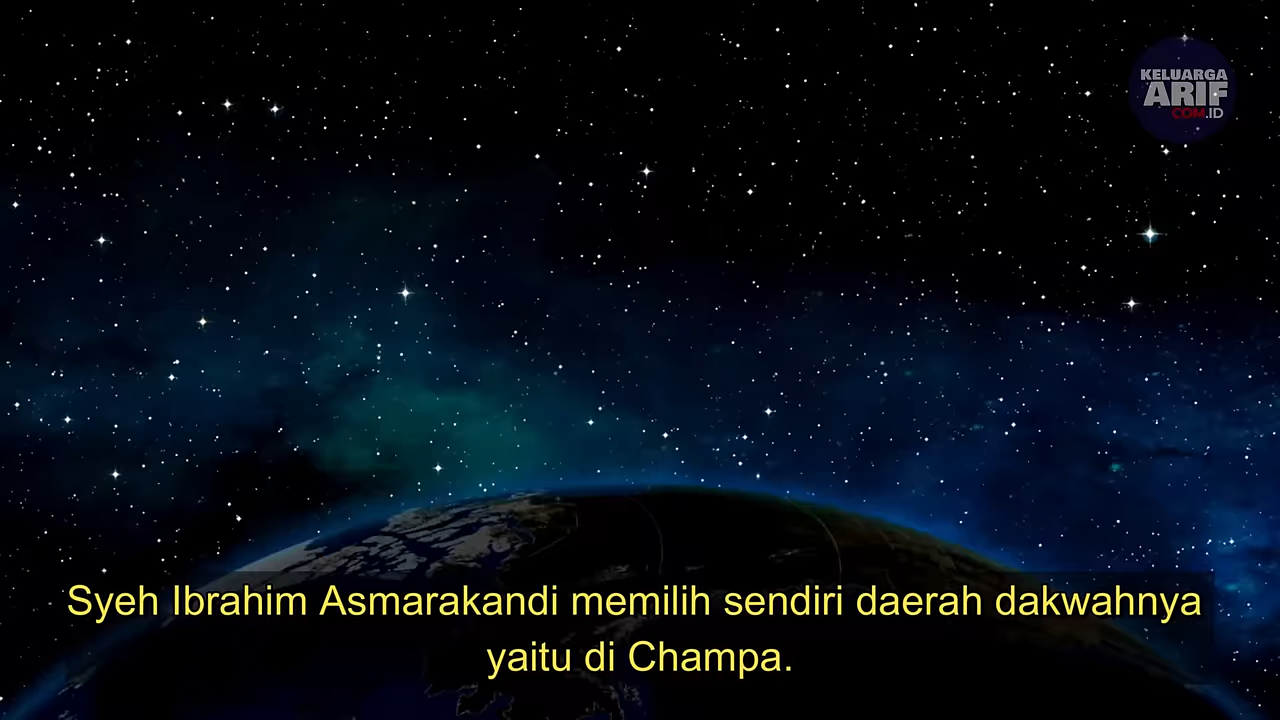 KELUARGA
ARIF
COM.ID
Syeh Ibrahim Asmarakandi memilih sendiri daerah dakwahnya
yaitu di Champa.